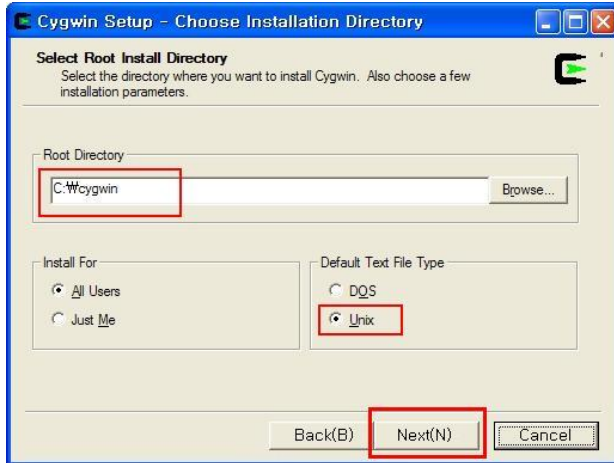 Cygwin Setup - Choose Installation Directory
Select Root Install Directory
Select the directory where you want to install Cygwin. Also choose a few
installation parameters.
Root Directory
C:₩cygwin
Browse...
Install For
All Users
Just Me
Default Text File Type
DOS
Unix
Back(B)
Next(N)
Cancel